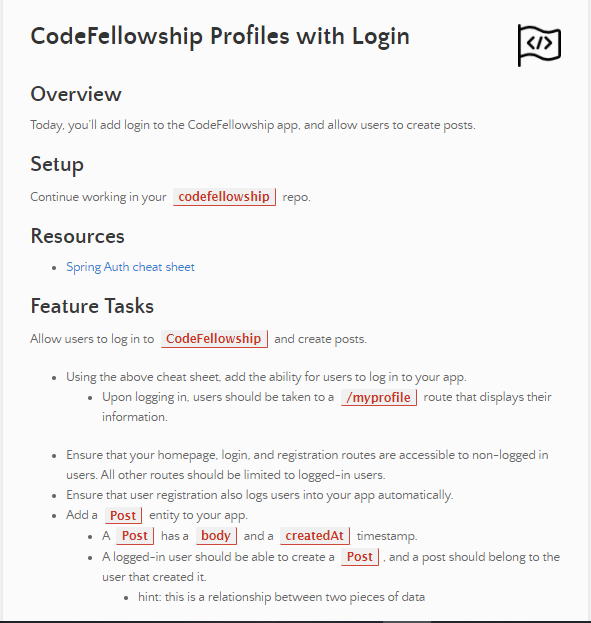 CodeFellowship Profiles with Login
</>
Overview
Today, you'll add login to the CodeFellowship app, and allow users to create posts.
Setup
Continue working in your codefellowship repo.
Resources
• Spring Auth cheat sheet
Feature Tasks
Allow users to log in to CodeFellowship and create posts.
• Using the above cheat sheet, add the ability for users to log in to your app.
• Upon logging in, users should be taken to a /myprofile route that displays their
information.
• Ensure that your homepage, login, and registration routes are accessible to non-logged in
users. All other routes should be limited to logged-in users.
• Ensure that user registration also logs users into your app automatically.
• Add a Post entity to your app.
• A Post has a body and a createdAt timestamp.
• A logged-in user should be able to create a Post , and a post should belong to the
user that created it.
• hint: this is a relationship between two pieces of data